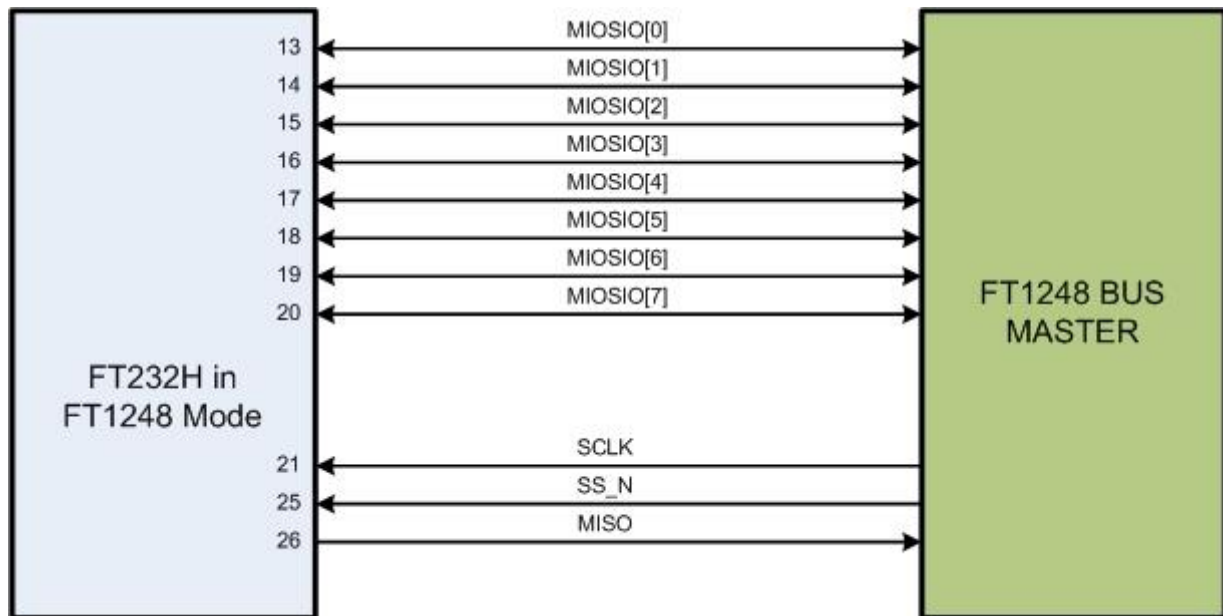 13 MIOSIO[0]
14 MIOSIO[1]
15 MIOSIO[2]
16 MIOSIO[3]
17 MIOSIO[4]
18 MIOSIO[5]
19 MIOSIO[6]
20 MIOSIO[7]
FT232H in
FT1248 Mode
FT1248 BUS
MASTER
21 SCLK
25 SS_N
26 MISO